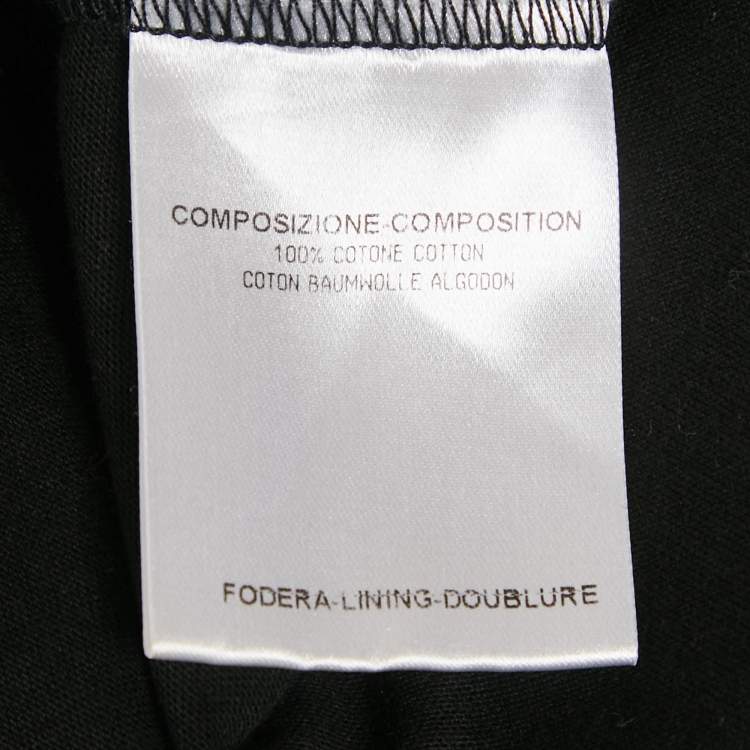 COMPOSIZIONE-COMPOSITION
100% COTONE COTTON
COTON BAUMWOLLE ALGODON
FODERA-LINING-DOUBLURE